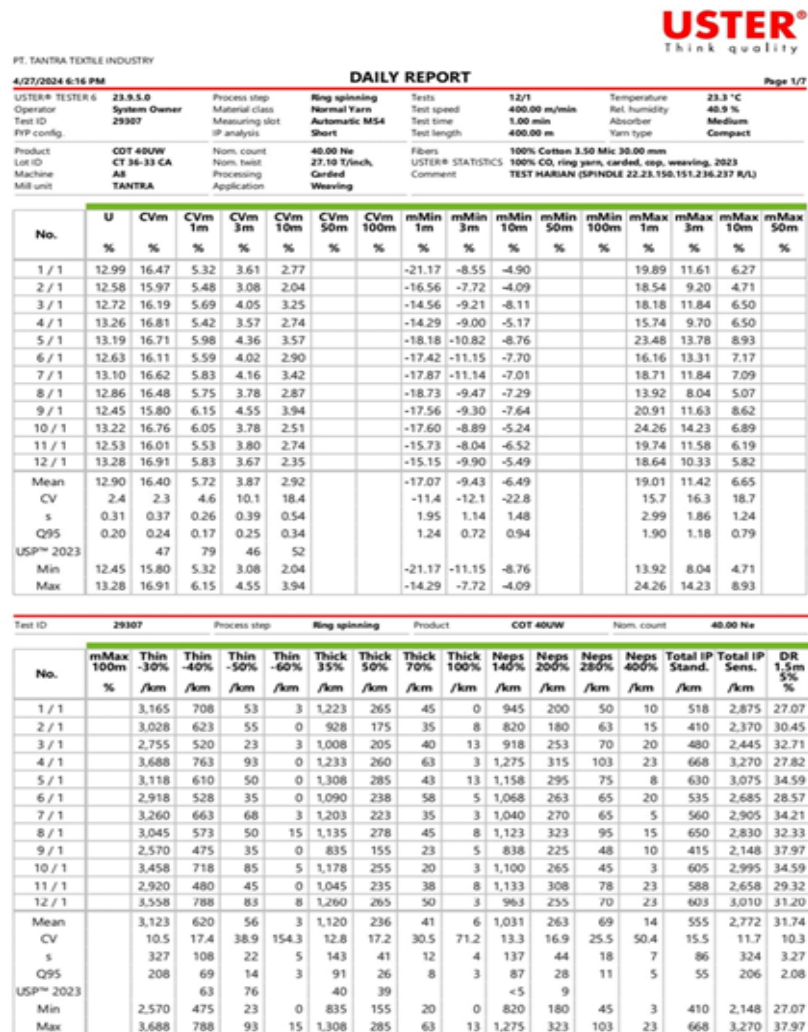 USTER®
Think quality
PT. TANTRA TEXTILE INDUSTRY
4/27/2024 6:16 PM DAILY REPORT Page 1/7
USTER® TESTER 6 23.9.5.0 Process step Ring spinning Tests 12/1 Temperature 23.3 °C
Operator System Owner Material class Normal Yarn Test speed 400.00 m/min Rel. humidity 40.9 %
Test ID 29307 Measuring slot Automatic MS4 Test time 1.00 min Absorber Medium
FYP config. IP analysis Short Test length 400.00 m Yarn type Compact
Product COT 40UW Nom. count 40.00 Ne Fibers 100% Cotton 3.50 Mic 30.00 mm
Lot ID CT 36-33 CA Nom. twist 27.10 T/inch, USTER® STATISTICS 100% CO, ring yarn, carded, cop, weaving, 2023
Machine A8 Processing Carded Comment TEST HARIAN (SPINDLE 22.23.150.151.236.237 R/L)
Mill unit TANTRA Application Weaving
No. U CVm CVm 1m CVm 3m CVm 10m CVm 50m CVm 100m mMin 1m mMin 3m mMin 10m mMin 50m mMin 100m mMax 1m mMax 3m mMax 10m mMax 50m
% % % % % % % % % % % % % % % %
1 / 1 12.99 16.47 5.32 3.61 2.77 -21.17 -8.55 -4.90 19.89 11.61 6.27
2 / 1 12.58 15.97 5.48 3.08 2.04 -16.56 -7.72 -4.09 18.54 9.20 4.71
3 / 1 12.72 16.19 5.69 4.05 3.25 -14.56 -9.21 -8.11 18.18 11.84 6.50
4 / 1 13.26 16.81 5.42 3.57 2.74 -14.29 -9.00 -5.17 15.74 9.70 6.50
5 / 1 13.19 16.71 5.98 4.36 3.57 -18.18 -10.82 -8.76 23.48 13.78 8.93
6 / 1 12.63 16.11 5.59 4.02 2.90 -17.42 -11.15 -7.70 16.16 13.31 7.17
7 / 1 13.10 16.62 5.83 4.16 3.42 -17.87 -11.14 -7.01 18.71 11.84 7.09
8 / 1 12.86 16.48 5.75 3.78 2.87 -18.73 -9.47 -7.29 13.92 8.04 5.07
9 / 1 12.45 15.80 6.15 4.55 3.94 -17.56 -9.30 -7.64 20.91 11.63 8.62
10 / 1 13.22 16.76 6.05 3.78 2.51 -17.60 -8.89 -5.24 24.26 14.23 6.89
11 / 1 12.53 16.01 5.53 3.80 2.74 -15.73 -8.04 -6.52 19.74 11.58 6.19
12 / 1 13.28 16.91 5.83 3.67 2.35 -15.15 -9.90 -5.49 18.64 10.33 5.82
Mean 12.90 16.40 5.72 3.87 2.92 -17.07 -9.43 -6.49 19.01 11.42 6.65
CV 2.4 2.3 4.6 10.1 18.4 -11.4 -12.1 -22.8 15.7 16.3 18.7
s 0.31 0.37 0.26 0.39 0.54 1.95 1.14 1.48 2.99 1.86 1.24
Q95 0.20 0.24 0.17 0.25 0.34 1.24 0.72 0.94 1.90 1.18 0.79
USP™ 2023 47 79 46 52
Min 12.45 15.80 5.32 3.08 2.04 -21.17 -11.15 -8.76 13.92 8.04 4.71
Max 13.28 16.91 6.15 4.55 3.94 -14.29 -7.72 -4.09 24.26 14.23 8.93
Test ID 29307 Process step Ring spinning Product COT 40UW Nom. count 40.00 Ne
No. mMax 100m Thin -30% Thin -40% Thin -50% Thin -60% Thick 35% Thick 50% Thick 70% Thick 100% Neps 140% Neps 200% Neps 280% Neps 400% Total IP Stand. Total IP Sens. DR 1.5m 5%
% /km /km /km /km /km /km /km /km /km /km /km /km /km /km %
1 / 1 3,165 708 53 3 1,223 265 45 0 945 200 50 10 518 2,875 27.07
2 / 1 3,028 623 55 0 928 175 35 8 820 180 63 15 410 2,370 30.45
3 / 1 2,755 520 23 3 1,008 205 40 13 918 253 70 20 480 2,445 32.71
4 / 1 3,688 763 93 0 1,233 260 63 3 1,275 315 103 23 668 3,270 27.82
5 / 1 3,118 610 50 0 1,308 285 43 13 1,158 295 75 8 630 3,075 34.59
6 / 1 2,918 528 35 0 1,090 238 58 5 1,068 263 65 20 535 2,685 28.57
7 / 1 3,260 663 68 3 1,203 223 35 3 1,040 270 65 5 560 2,905 34.21
8 / 1 3,045 573 50 15 1,135 278 45 8 1,123 323 95 15 650 2,830 32.33
9 / 1 2,570 475 35 0 835 155 23 5 838 225 48 10 415 2,148 37.97
10 / 1 3,458 718 85 5 1,178 255 20 3 1,100 265 45 3 605 2,995 34.59
11 / 1 2,920 480 45 0 1,045 235 38 8 1,133 308 78 23 588 2,658 29.32
12 / 1 3,558 788 83 8 1,260 265 50 3 963 255 70 23 603 3,010 31.20
Mean 3,123 620 56 3 1,120 236 41 6 1,031 263 69 14 555 2,772 31.74
CV 10.5 17.4 38.9 154.3 12.8 17.2 30.5 71.2 13.3 16.9 25.5 50.4 15.5 11.7 10.3
s 327 108 22 5 143 41 12 4 137 44 18 7 86 324 3.27
Q95 208 69 14 3 91 26 8 3 87 28 11 5 55 206 2.08
USP™ 2023 63 76 40 39 <5 9
Min 2,570 475 23 0 835 155 20 0 820 180 45 3 410 2,148 27.07
Max 3,688 788 93 15 1,308 285 63 13 1,275 323 103 23 668 3,270 37.97